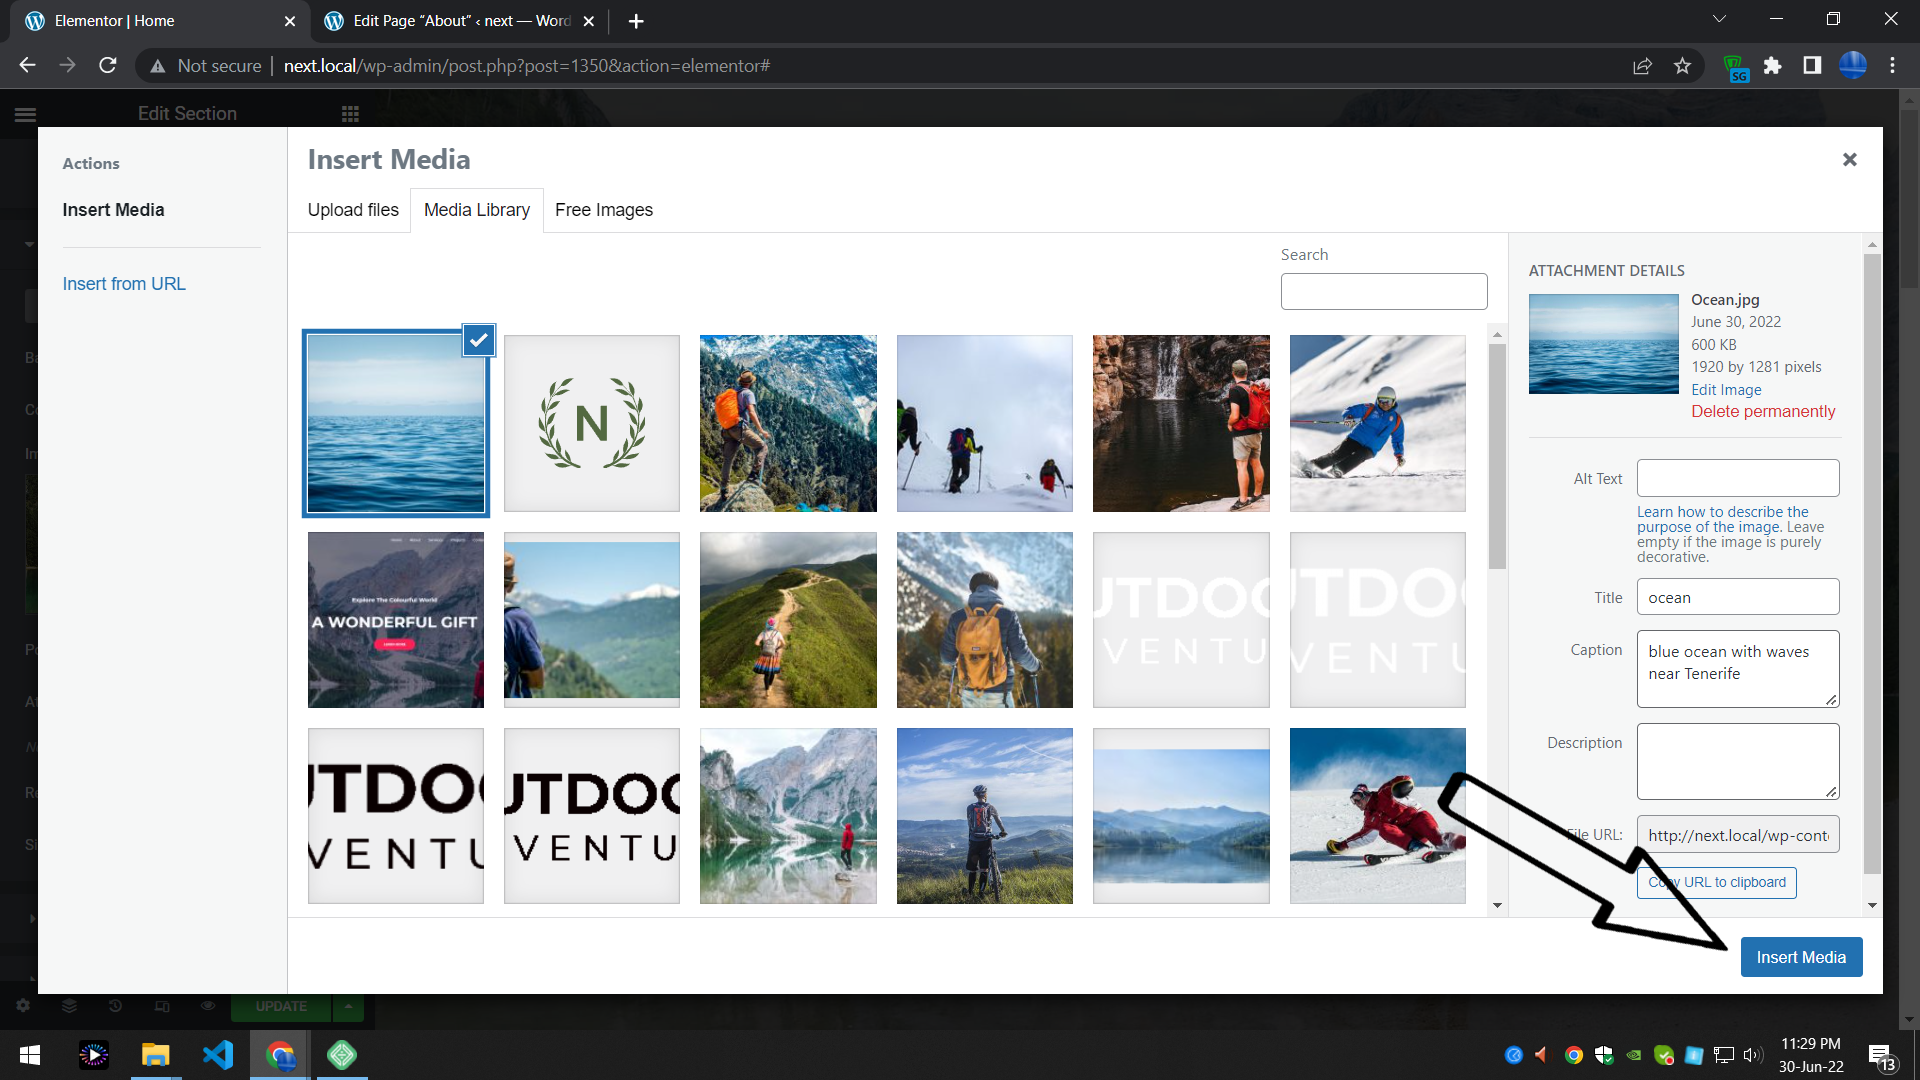 Elementor | Home
Edit Page “About” ‹ next — Word
Not secure
next.local/wp-admin/post.php?post=1350&action=elementor#
SG
Edit Section
Actions
Insert Media
Insert from URL
Insert Media
Upload files
Media Library
Free Images
Search
N
Explore The Colourful World
A WONDERFUL GIFT
UTDOO
VENTU
UTDOO
VENTU
UTDOO
VENTU
UTDOO
VENTU
ATTACHMENT DETAILS
Ocean.jpg
June 30, 2022
600 KB
1920 by 1281 pixels
Edit Image
Delete permanently
Alt Text
Learn how to describe the
purpose of the image. Leave
empty if the image is purely
decorative.
Title
ocean
Caption
blue ocean with waves
near Tenerife
Description
File URL:
http://next.local/wp-conte
Copy URL to clipboard
Insert Media
UPDATE
11:29 PM
30-Jun-22
13